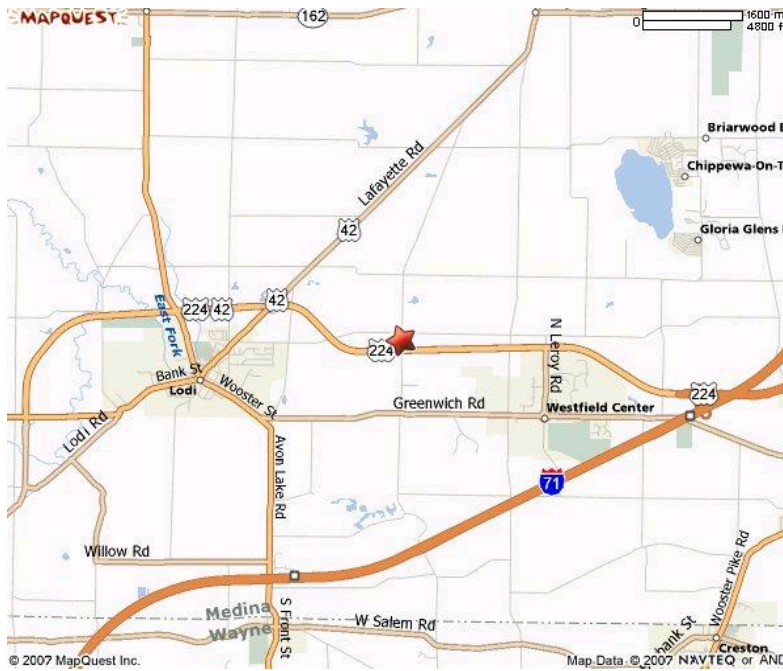 MAPQUEST
162
0
1600 m
4800 f
Briarwood B
Chippewa-On-T
Gloria Glens
Lafayette Rd
42
42
224 42
East Fork
224
N Leroy Rd
Bank St
Lodi
Wooster St
Greenwich Rd
Westfield Center
224
Lodi Rd
Avon Lake Rd
71
Willow Rd
Wooster Pike Rd
Medina
Wayne
S Front St
W Salem Rd
bank St
Creston
© 2007 MapQuest Inc.
Map Data © 2007 NAVTEQ or AND